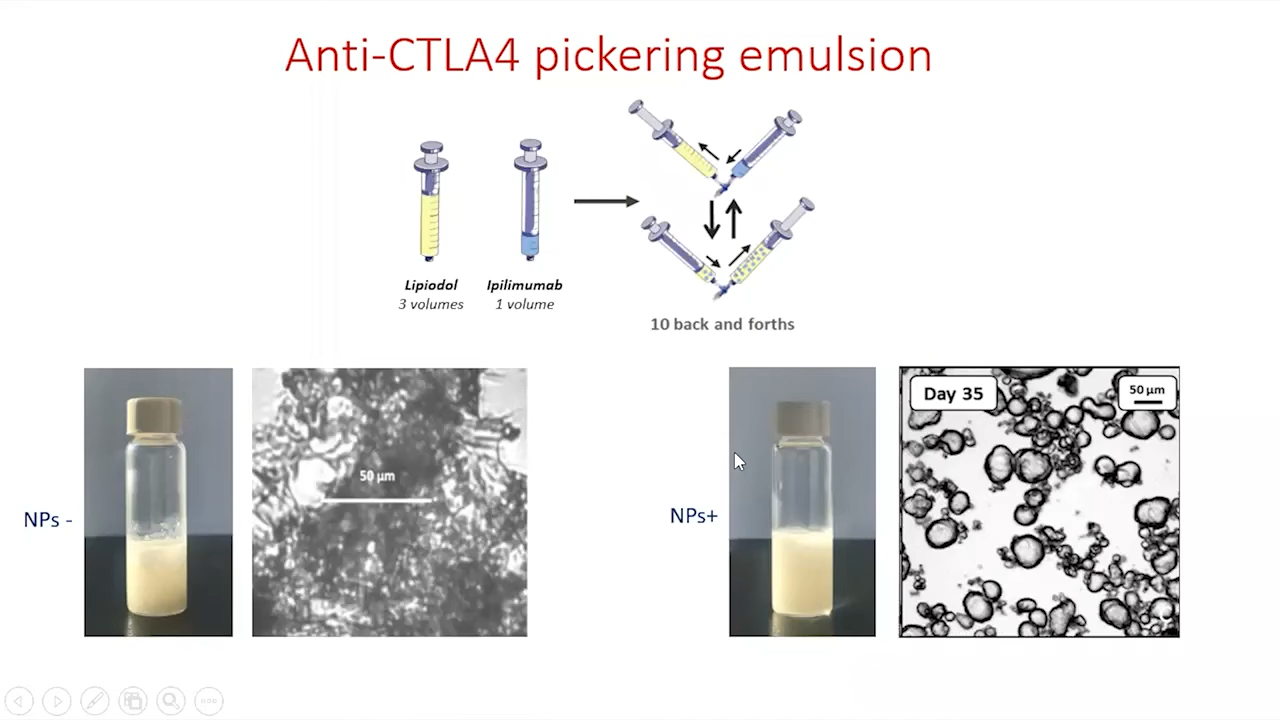 Anti-CTLA4 pickering emulsion
Lipiodol
3 volumes
Ipilimumab
1 volume
10 back and forths
NPs -
50 µm
NPs+
Day 35
50 µm